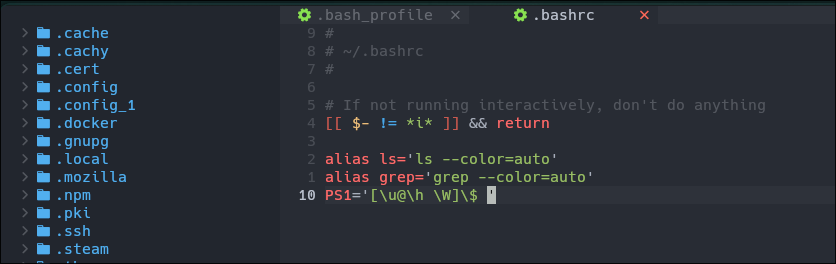 .bash_profile ×
.bashrc ×
.cache
.cachy
.cert
.config
.config_1
.docker
.gnupg
.local
.mozilla
.npm
.pki
.ssh
.steam
9 #
8 # ~/.bashrc
7 #
6
5 # If not running interactively, don't do anything
4 [[ $- != *i* ]] && return
3
2 alias ls='ls --color=auto'
1 alias grep='grep --color=auto'
10 PS1='[\u@\h \W]\$ '